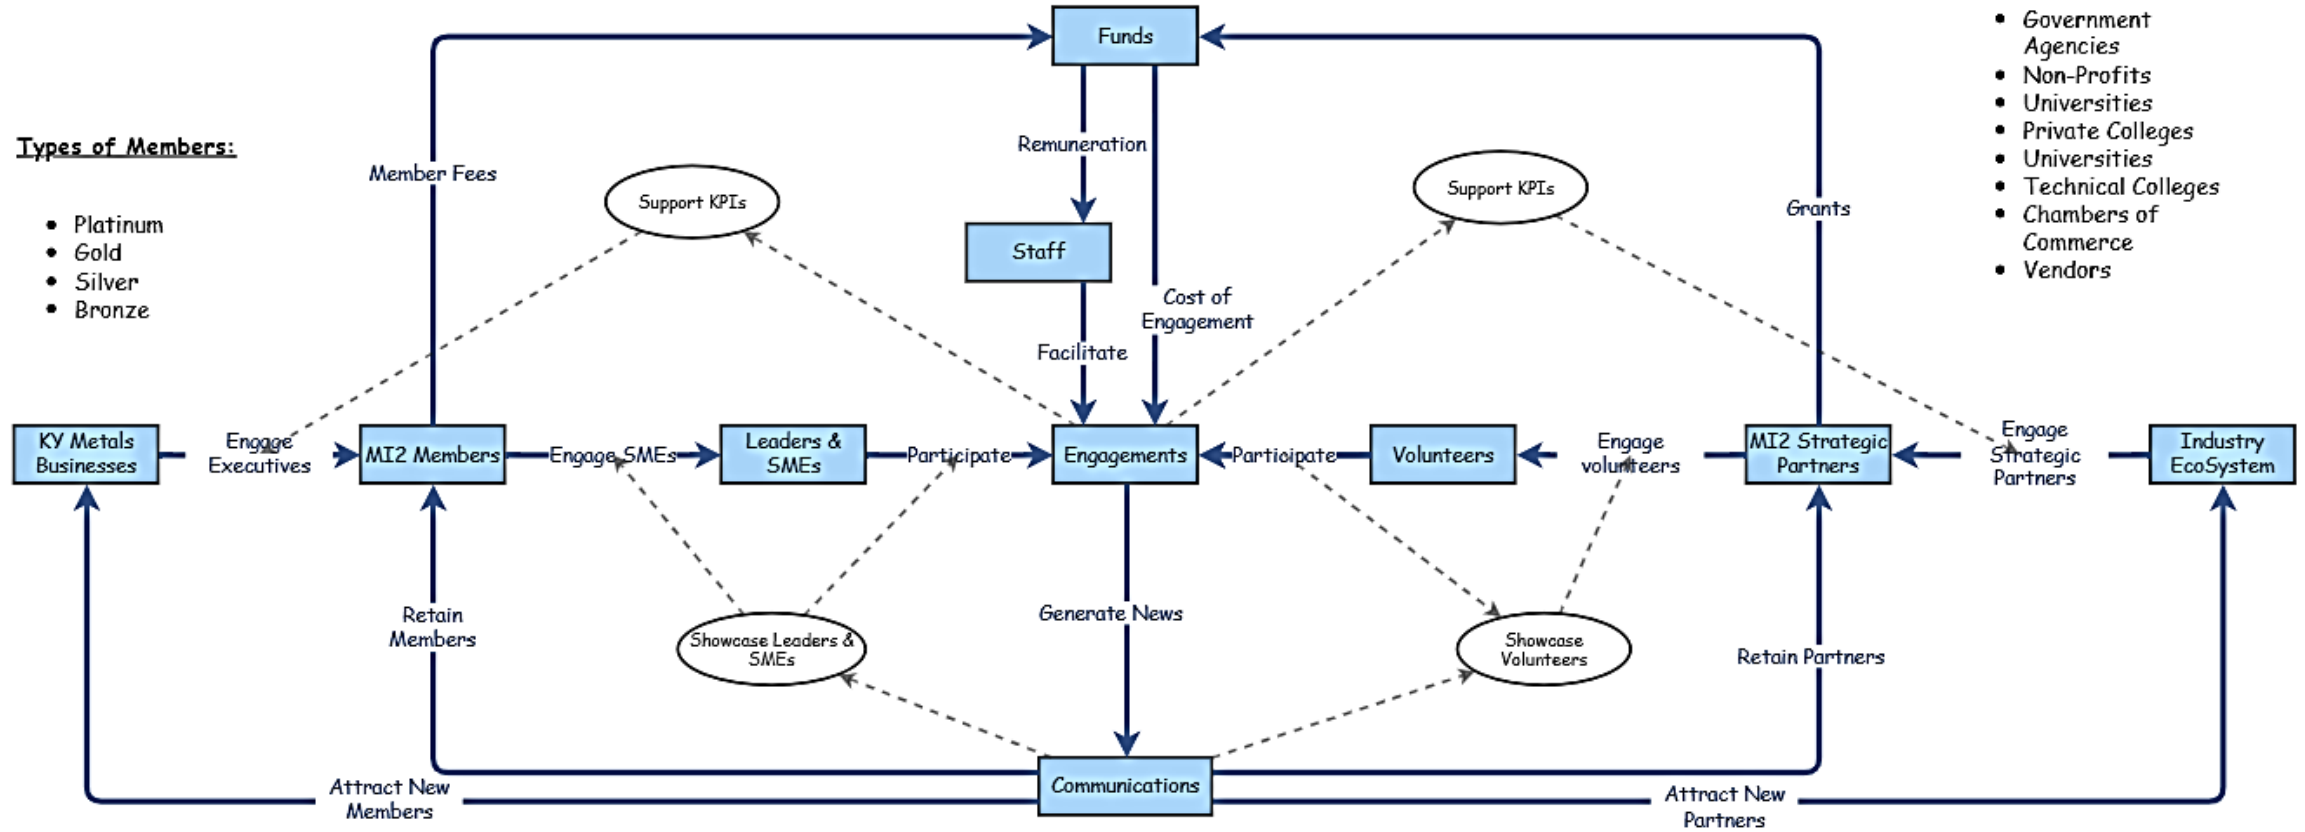 Funds
Government
Agencies
Non-Profits
Universities
Private Colleges
Universities
Technical Colleges
Chambers of
Commerce
Vendors
Types of Members:
Platinum
Gold
Silver
Bronze
Member Fees
Remuneration
Support KPIs
Support KPIs
Grants
Staff
Cost of
Engagement
Facilitate
KY Metals
Businesses
Engage
Executives
MI2 Members
Engage SMEs
Leaders &
SMEs
Participate
Engagements
Participate
Volunteers
Engage
volunteers
MI2 Strategic
Partners
Engage
Strategic
Partners
Industry
EcoSystem
Retain
Members
Generate News
Showcase Leaders &
SMEs
Showcase
Volunteers
Retain Partners
Communications
Attract New
Members
Attract New
Partners